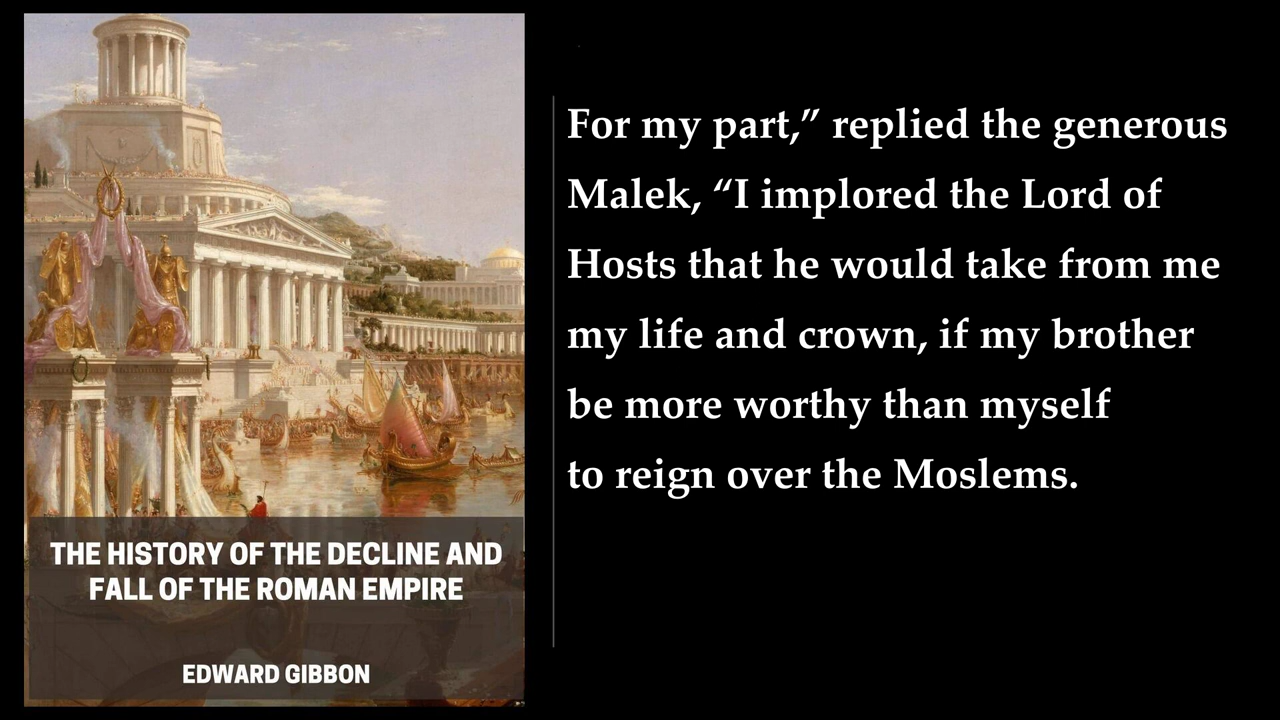 For my part,” replied the generous
Malek, “I implored the Lord of
Hosts that he would take from me
my life and crown, if my brother
be more worthy than myself
to reign over the Moslems.
THE HISTORY OF THE DECLINE AND
FALL OF THE ROMAN EMPIRE
EDWARD GIBBON